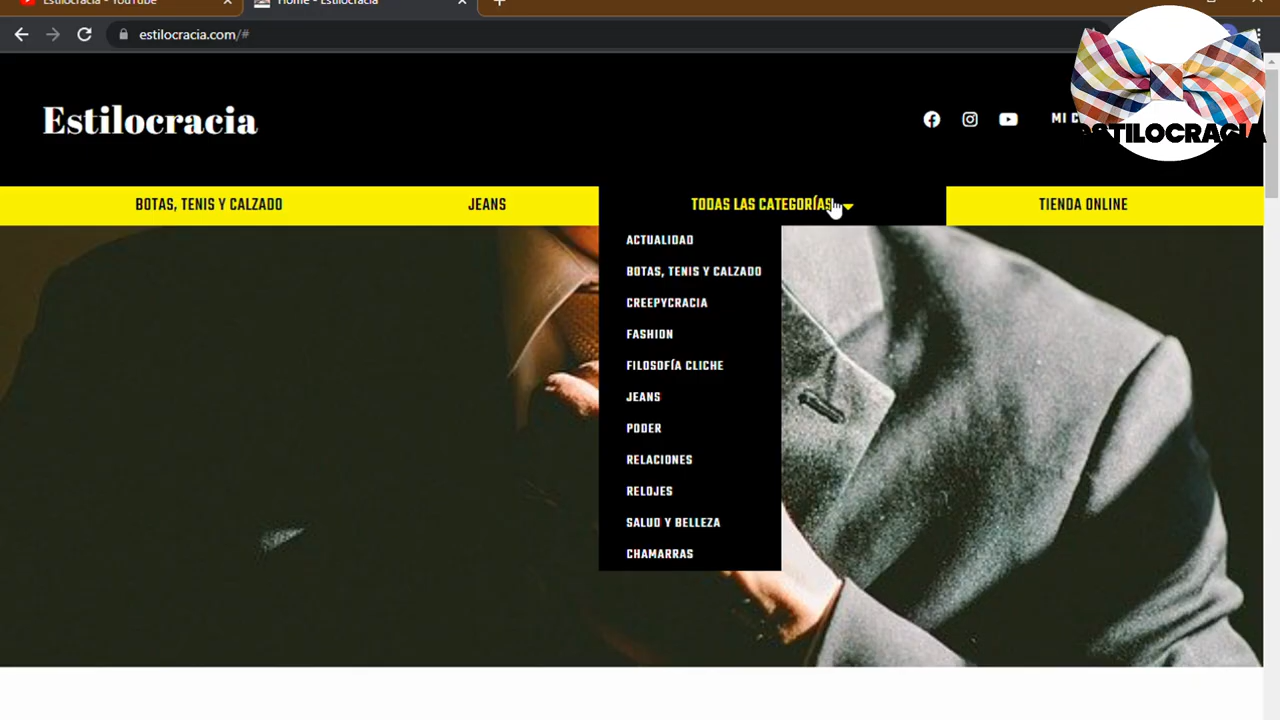 Estilocracia - YouTube
Home - Estilocracia
estilocracia.com/#
Estilocracia
MI C
ESTILOCRACIA
BOTAS, TENIS Y CALZADO
JEANS
TODAS LAS CATEGORÍAS
TIENDA ONLINE
ACTUALIDAD
BOTAS, TENIS Y CALZADO
CREEPYCRACIA
FASHION
FILOSOFÍA CLICHE
JEANS
PODER
RELACIONES
RELOJES
SALUD Y BELLEZA
CHAMARRAS